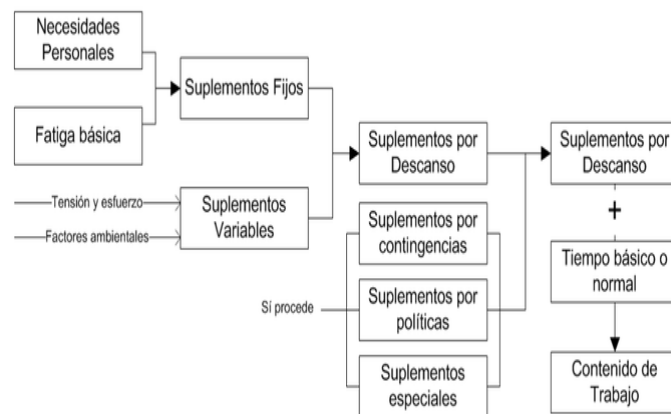 Necesidades
Personales
Fatiga básica
Suplementos Fijos
Tensión y esfuerzo
Factores ambientales
Suplementos
Variables
Suplementos por
Descanso
Suplementos por
contingencias
Sí procede
Suplementos por
políticas
Suplementos
especiales
Suplementos por
Descanso
+
Tiempo básico o
normal
Contenido de
Trabajo